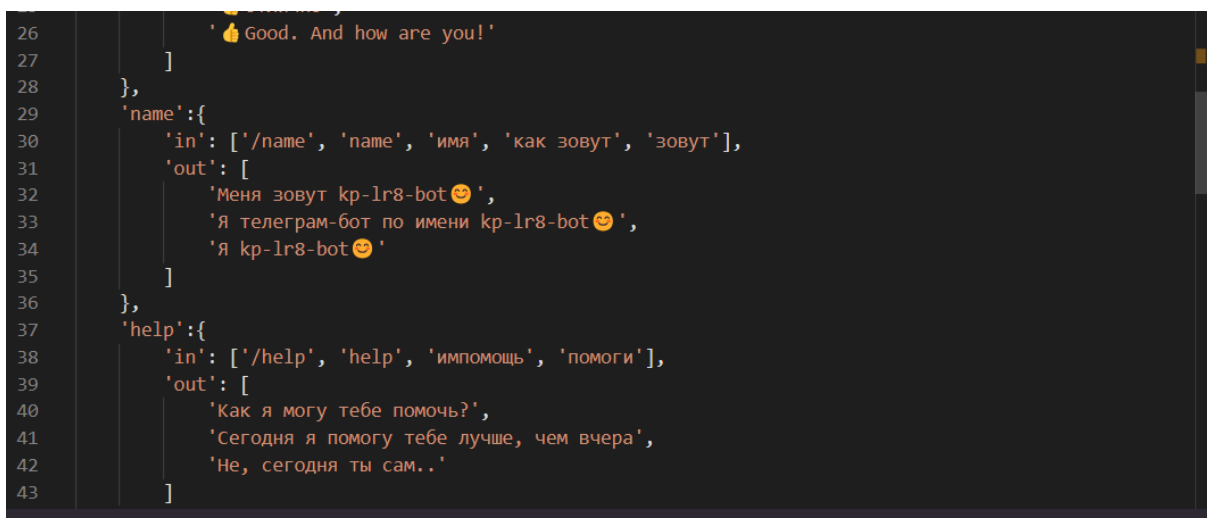 26 '👍Good. And how are you!'
27 ]
28 },
29 'name':{
30 'in': ['/name', 'name', 'имя', 'как зовут', 'зовут'],
31 'out': [
32 'Меня зовут kp-lr8-bot😊',
33 'Я телеграм-бот по имени kp-lr8-bot😊',
34 'Я kp-lr8-bot😊'
35 ]
36 },
37 'help':{
38 'in': ['/help', 'help', 'импомощь', 'помоги'],
39 'out': [
40 'Как я могу тебе помочь?',
41 'Сегодня я помогу тебе лучше, чем вчера',
42 'Не, сегодня ты сам..'
43 ]